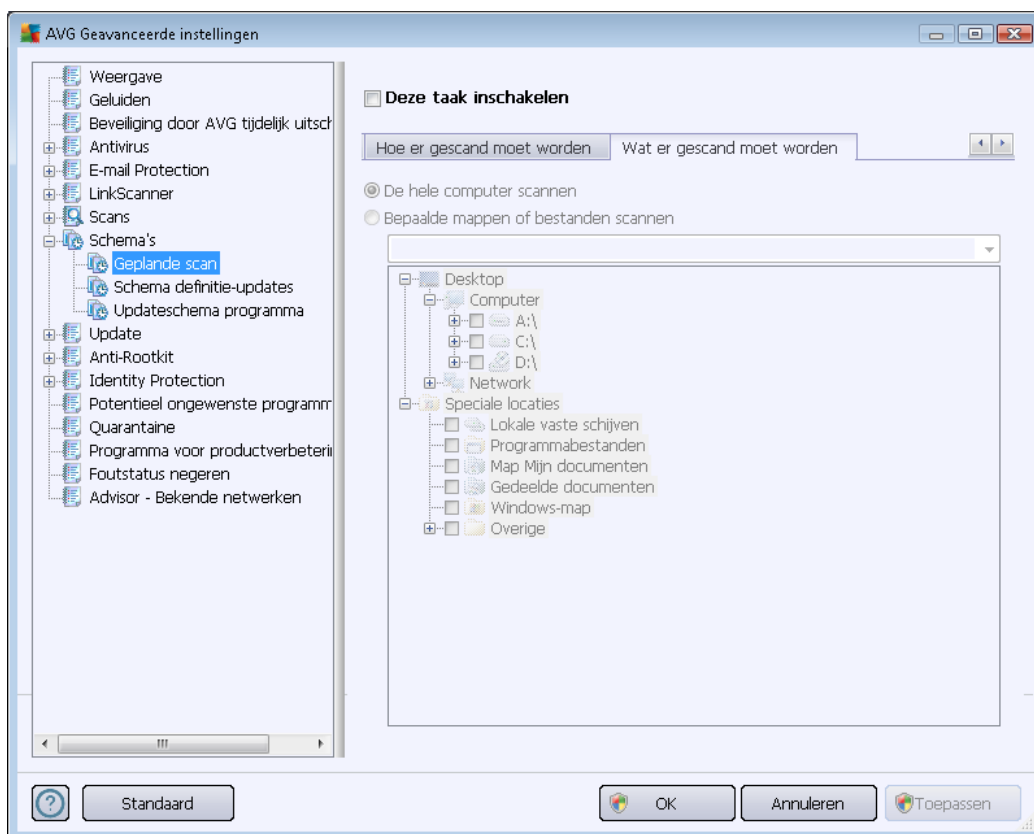 AVG Geavanceerde instellingen
Weergave
Geluiden
Beveiliging door AVG tijdelijk uitsch
Antivirus
E-mail Protection
LinkScanner
Scans
Schema's
Geplande scan
Schema definitie-updates
Updateschema programma
Update
Anti-Rootkit
Identity Protection
Potentieel ongewenste programm
Quarantaine
Programma voor productverbeteri
Foutstatus negeren
Advisor - Bekende netwerken
Deze taak inschakelen
Hoe er gescand moet worden
Wat er gescand moet worden
De hele computer scannen
Bepaalde mappen of bestanden scannen
Desktop
Computer
A:\
C:\
D:\
Network
Speciale locaties
Lokale vaste schijven
Programmabestanden
Map Mijn documenten
Gedeelde documenten
Windows-map
Overige
Standaard
OK
Annuleren
Toepassen